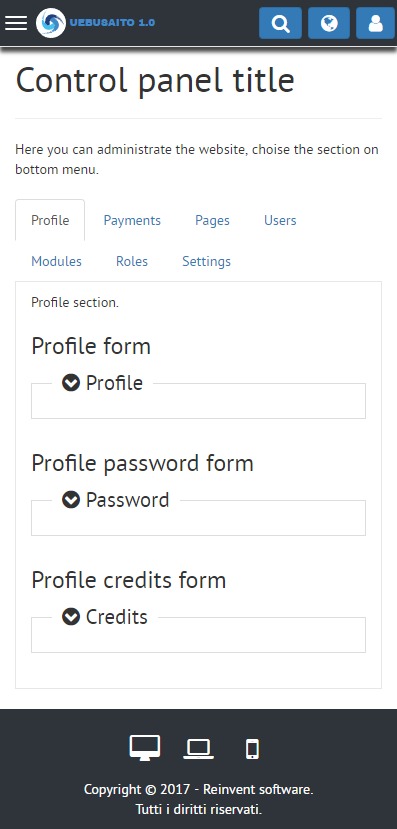 UEBUSAITO 1.0
Control panel title
Here you can administrate the website, choise the section on
bottom menu.
Profile Payments Pages Users
Modules Roles Settings
Profile section.
Profile form
Profile
Profile password form
Password
Profile credits form
Credits
Copyright © 2017 - Reinvent software.
Tutti i diritti riservati.